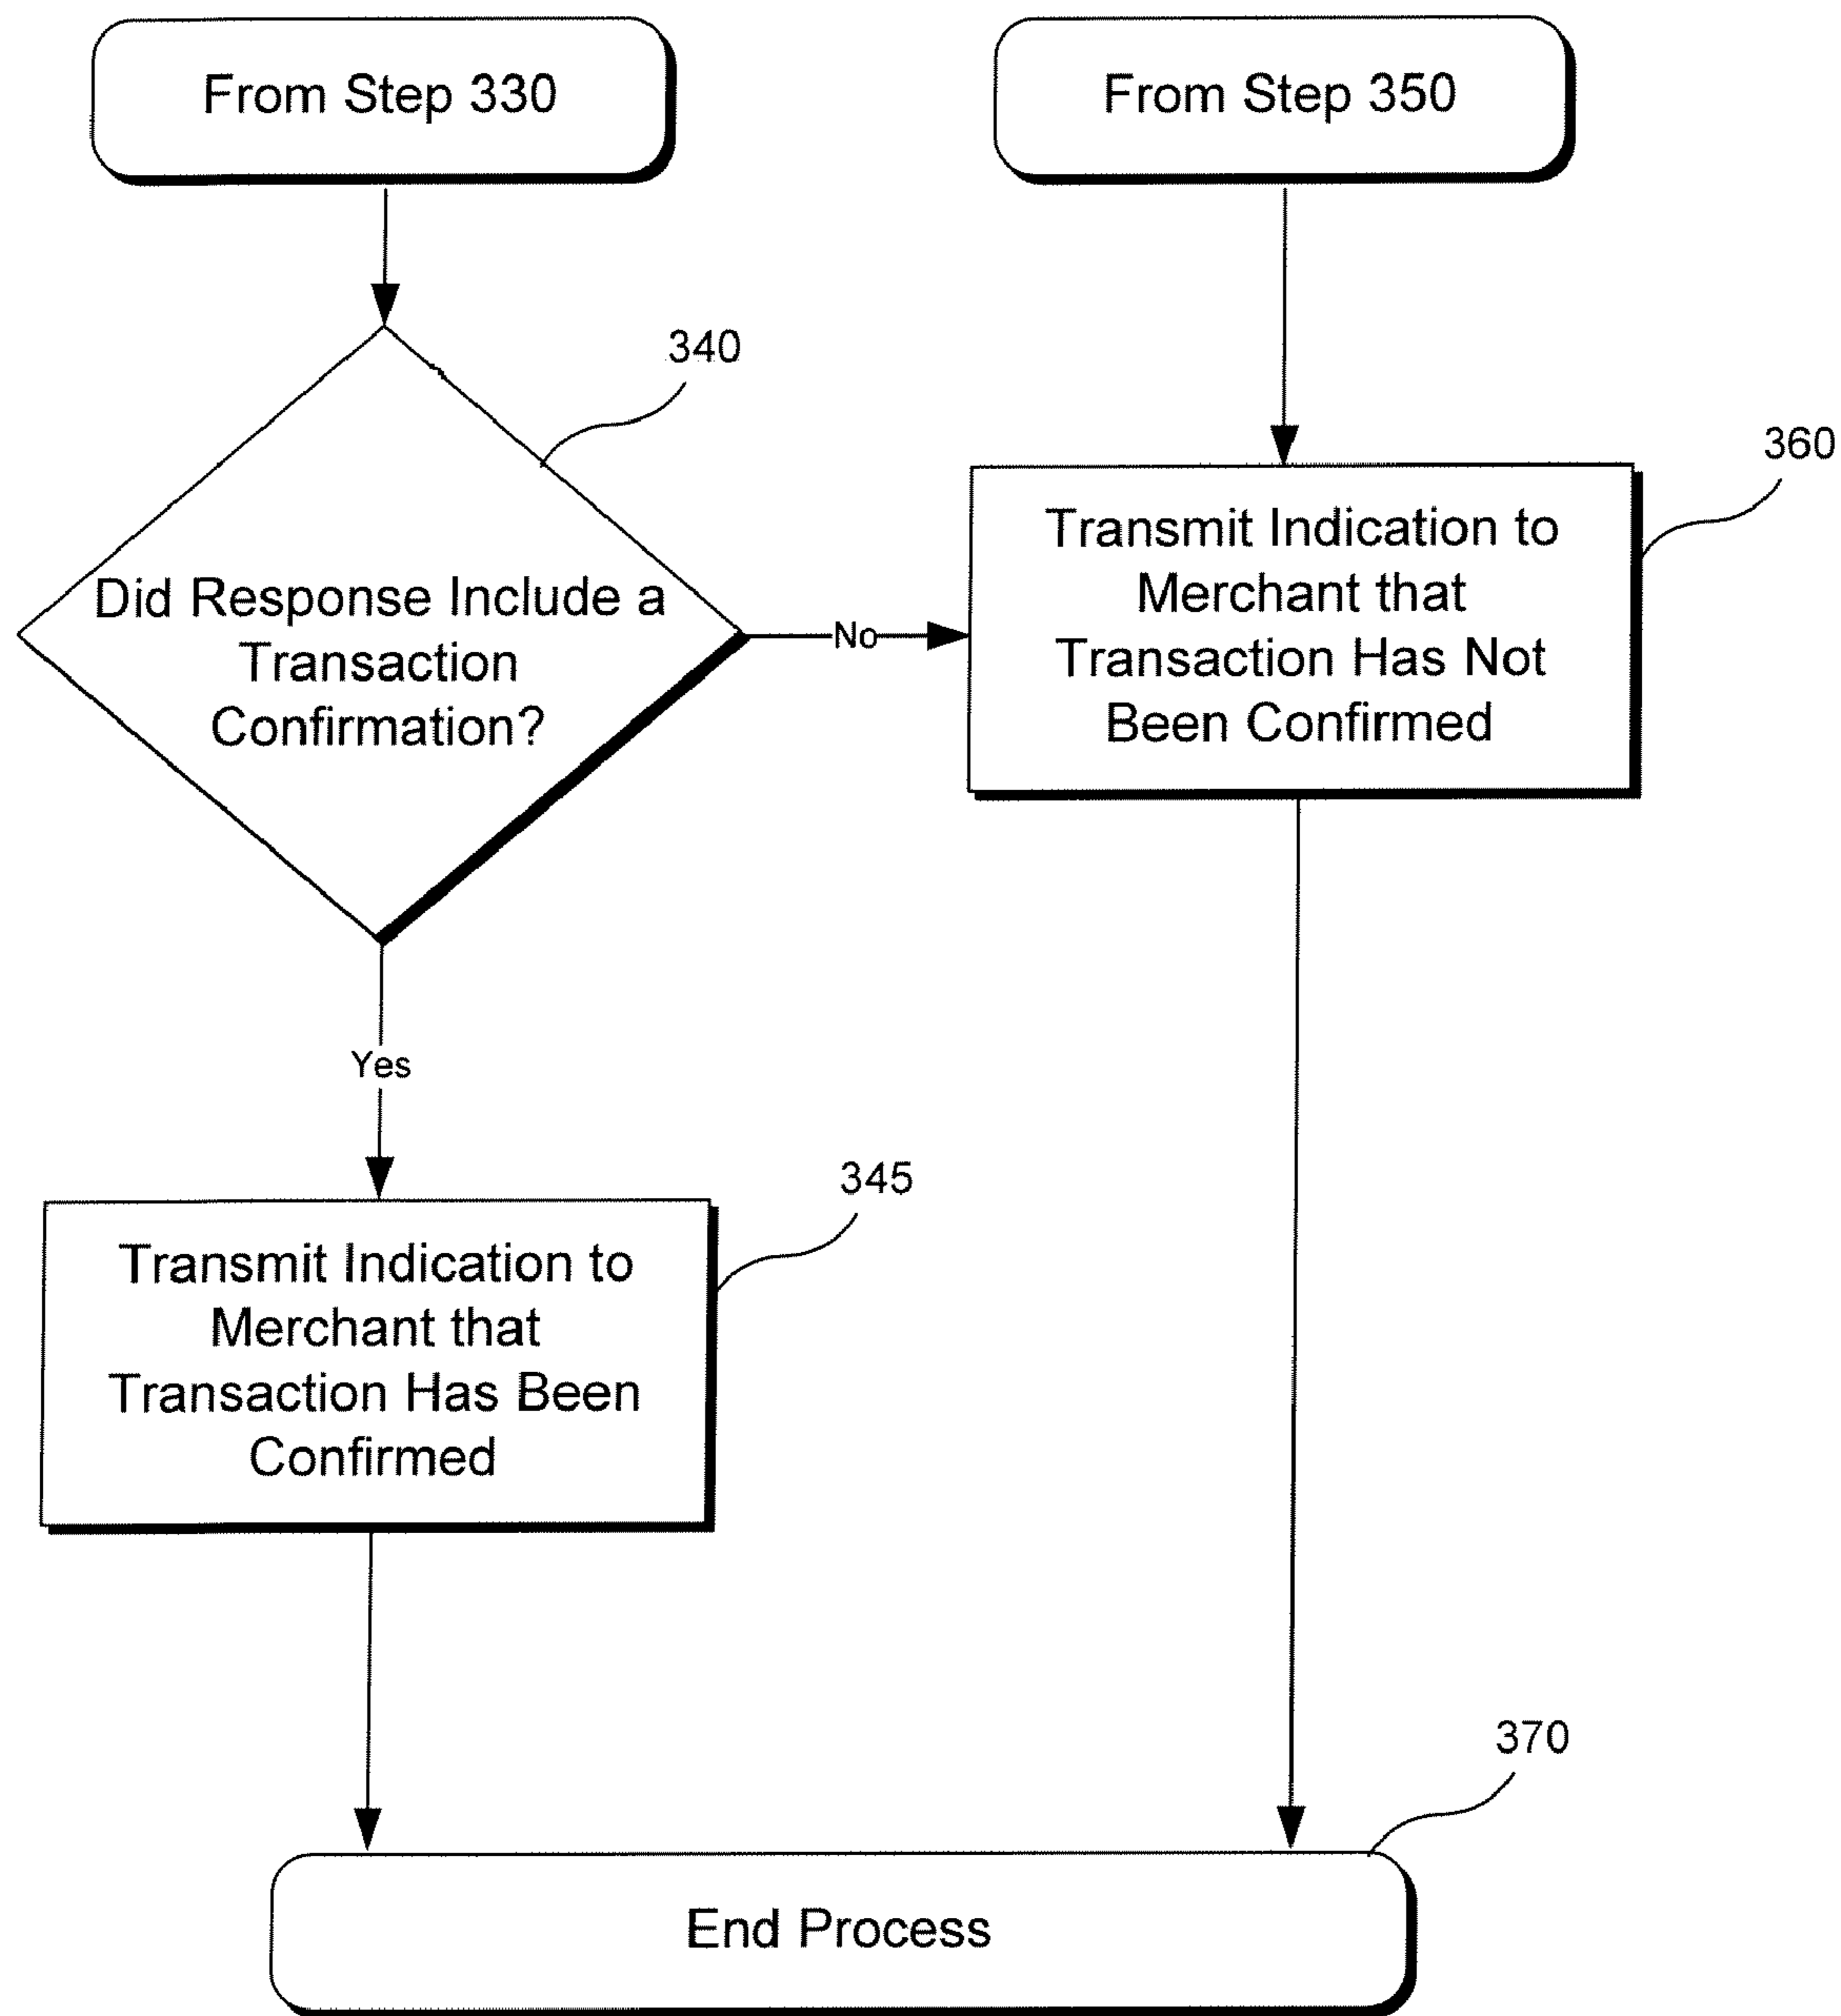 From Step 330
From Step 350
340
360
Did Response Include a
Transaction
Confirmation?
No
Transmit Indication to
Merchant that
Transaction Has Not
Been Confirmed
Yes
345
Transmit Indication to
Merchant that
Transaction Has Been
Confirmed
370
End Process